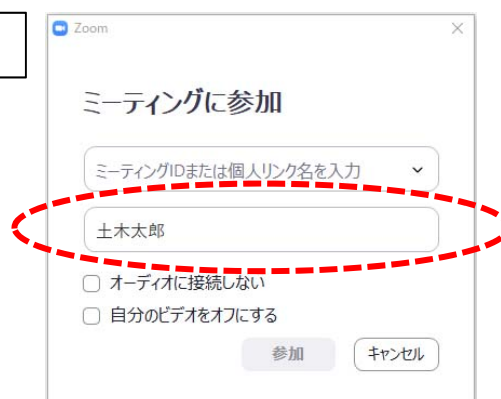 Zoom
ミーティングに参加
ミーティングIDまたは個人リンク名を入力
土木太郎
オーディオに接続しない
自分のビデオをオフにする
参加 キャンセル